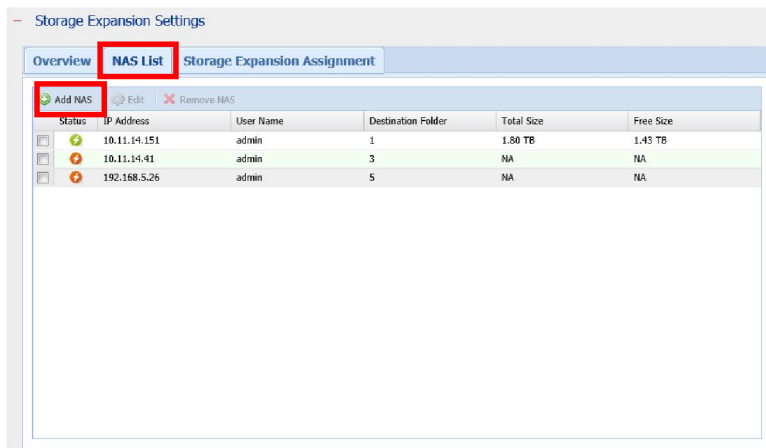 Storage Expansion Settings
Overview NAS List Storage Expansion Assignment
Add NAS Edit Remove NAS
Status IP Address User Name Destination Folder Total Size Free Size
10.11.14.151 admin 1 1.80 TB 1.43 TB
10.11.14.41 admin 3 NA NA
192.168.5.26 admin 5 NA NA